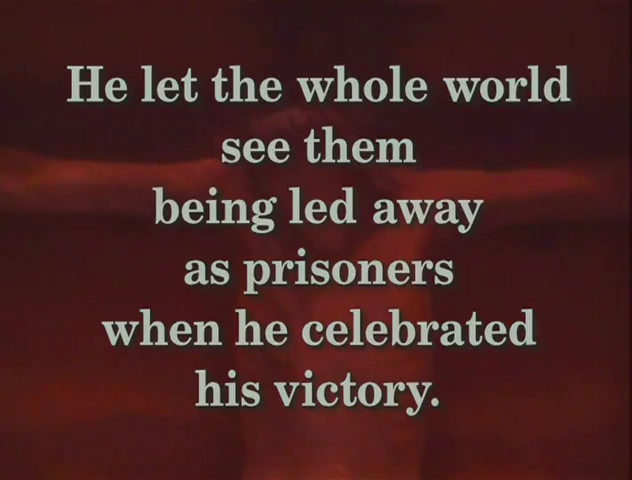 He let the whole world
see them
being led away
as prisoners
when he celebrated
his victory.